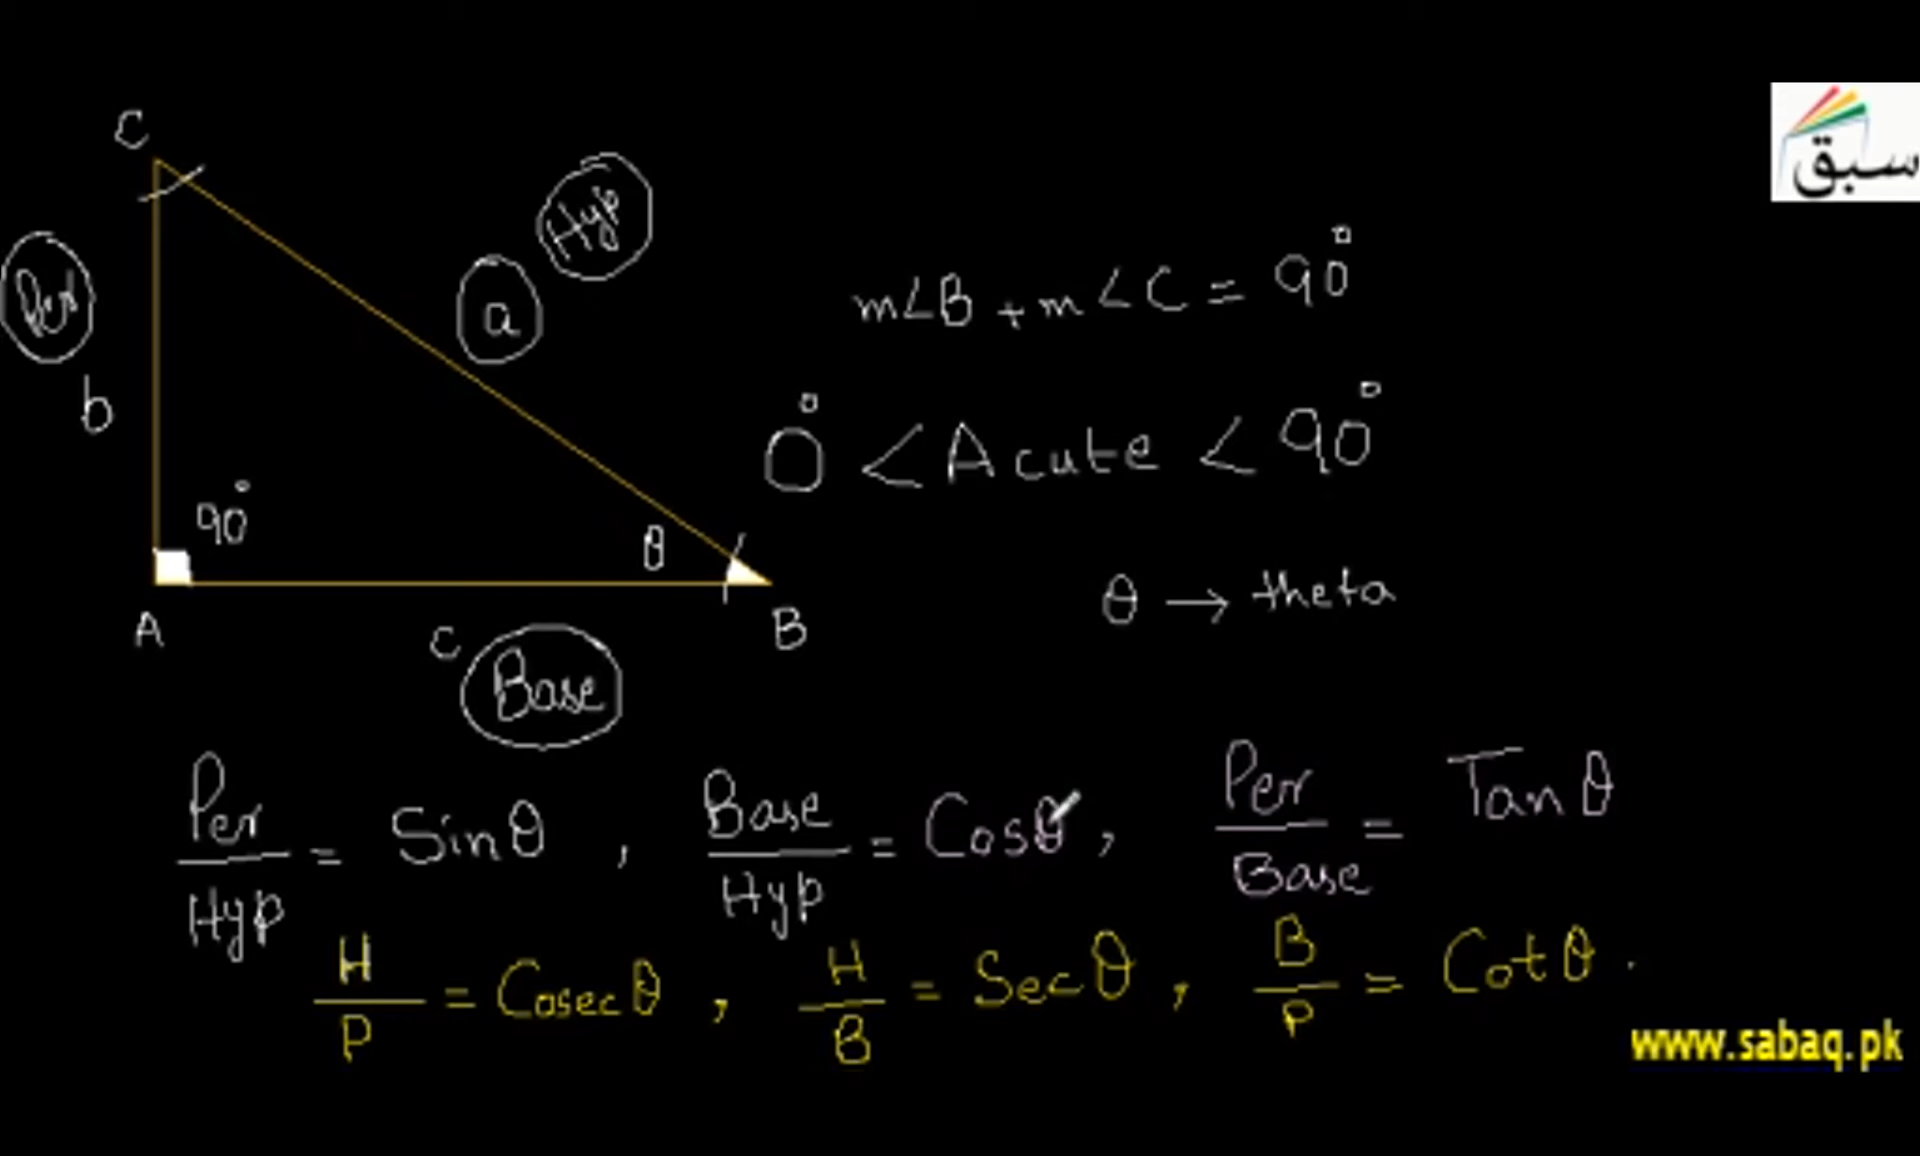 C
سبق
Hyp
Per
a
m∠B + m∠C = 90°
b
0° < Acute < 90°
90°
θ
θ → theta
A
c
B
Base
Per/Hyp = Sinθ , Base/Hyp = Cosθ , Per/Base = Tanθ
H/P = Cosecθ , H/B = Secθ , B/P = Cotθ .
www.sabaq.pk